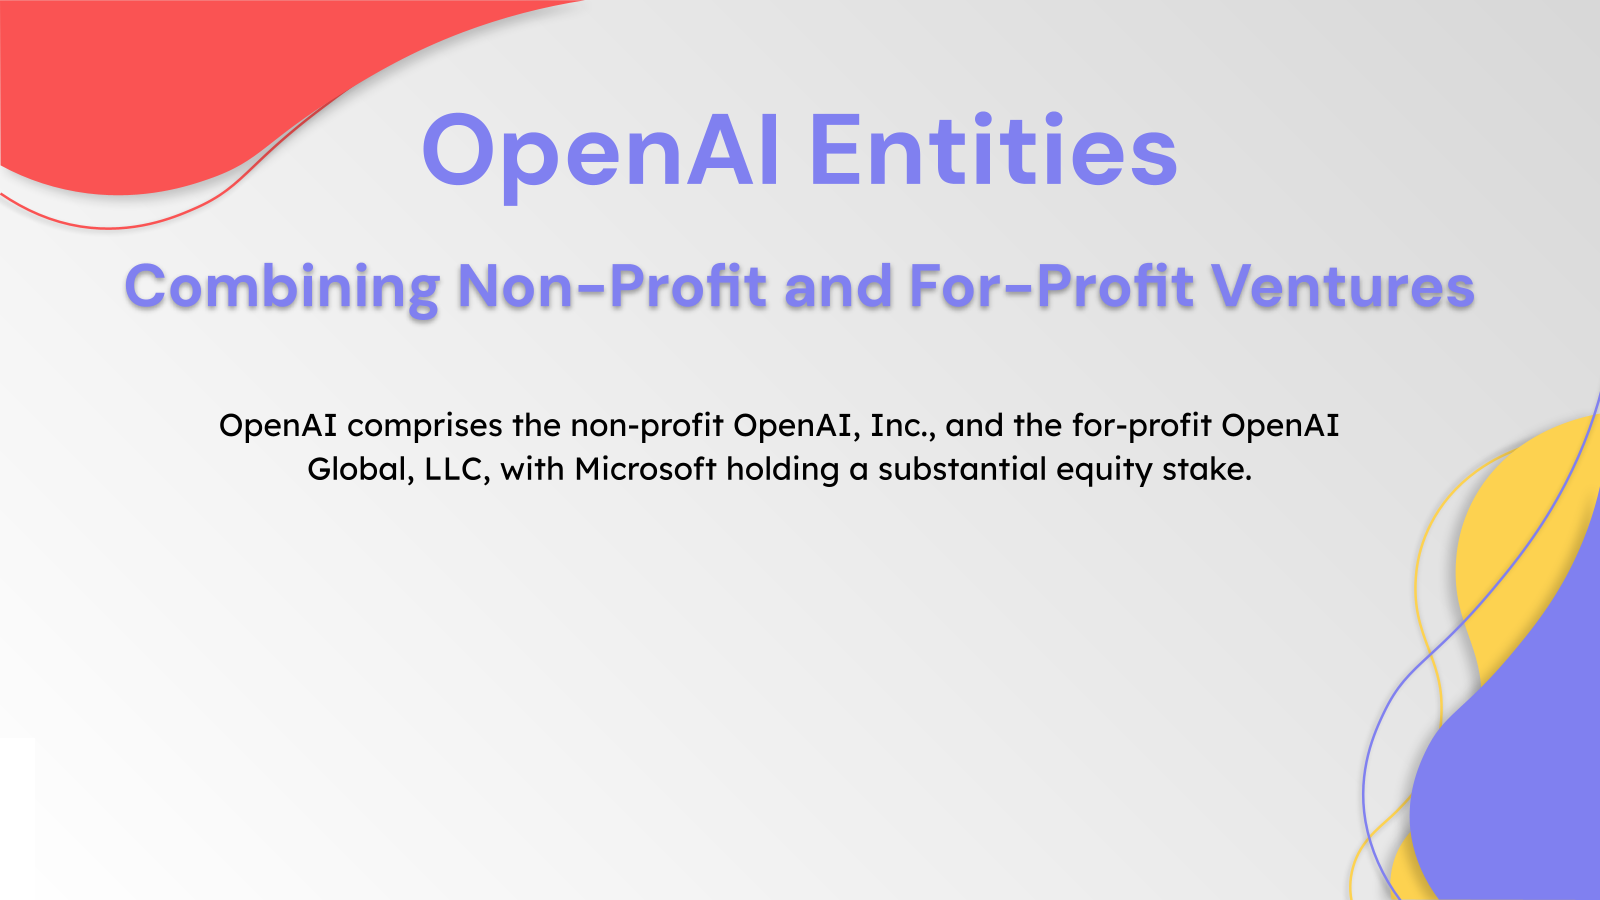 OpenAI Entities
Combining Non-Profit and For-Profit Ventures
OpenAI comprises the non-profit OpenAI, Inc., and the for-profit OpenAI
Global, LLC, with Microsoft holding a substantial equity stake.